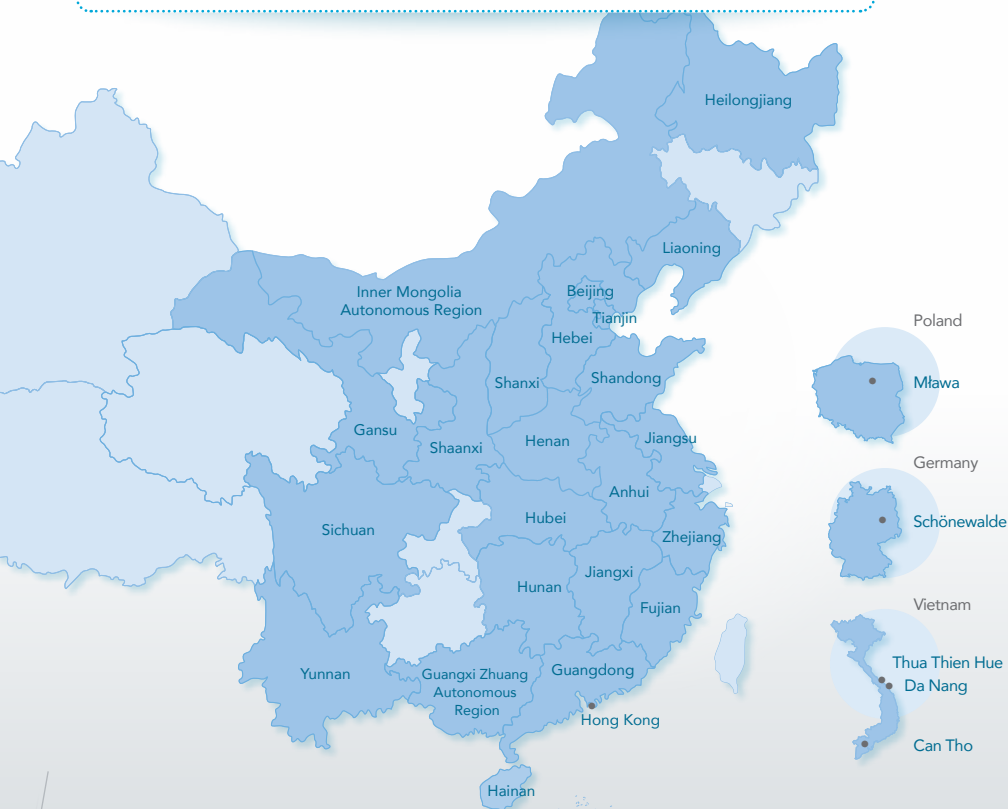 Heilongjiang
Liaoning
Inner Mongolia
Autonomous Region
Beijing
Tianjin
Hebei
Shanxi
Shandong
Gansu
Shaanxi
Henan
Jiangsu
Anhui
Sichuan
Hubei
Zhejiang
Hunan
Jiangxi
Fujian
Yunnan
Guangxi Zhuang
Autonomous
Region
Guangdong
Hong Kong
Hainan
Poland
Mława
Germany
Schönewalde
Vietnam
Thua Thien Hue
Da Nang
Can Tho